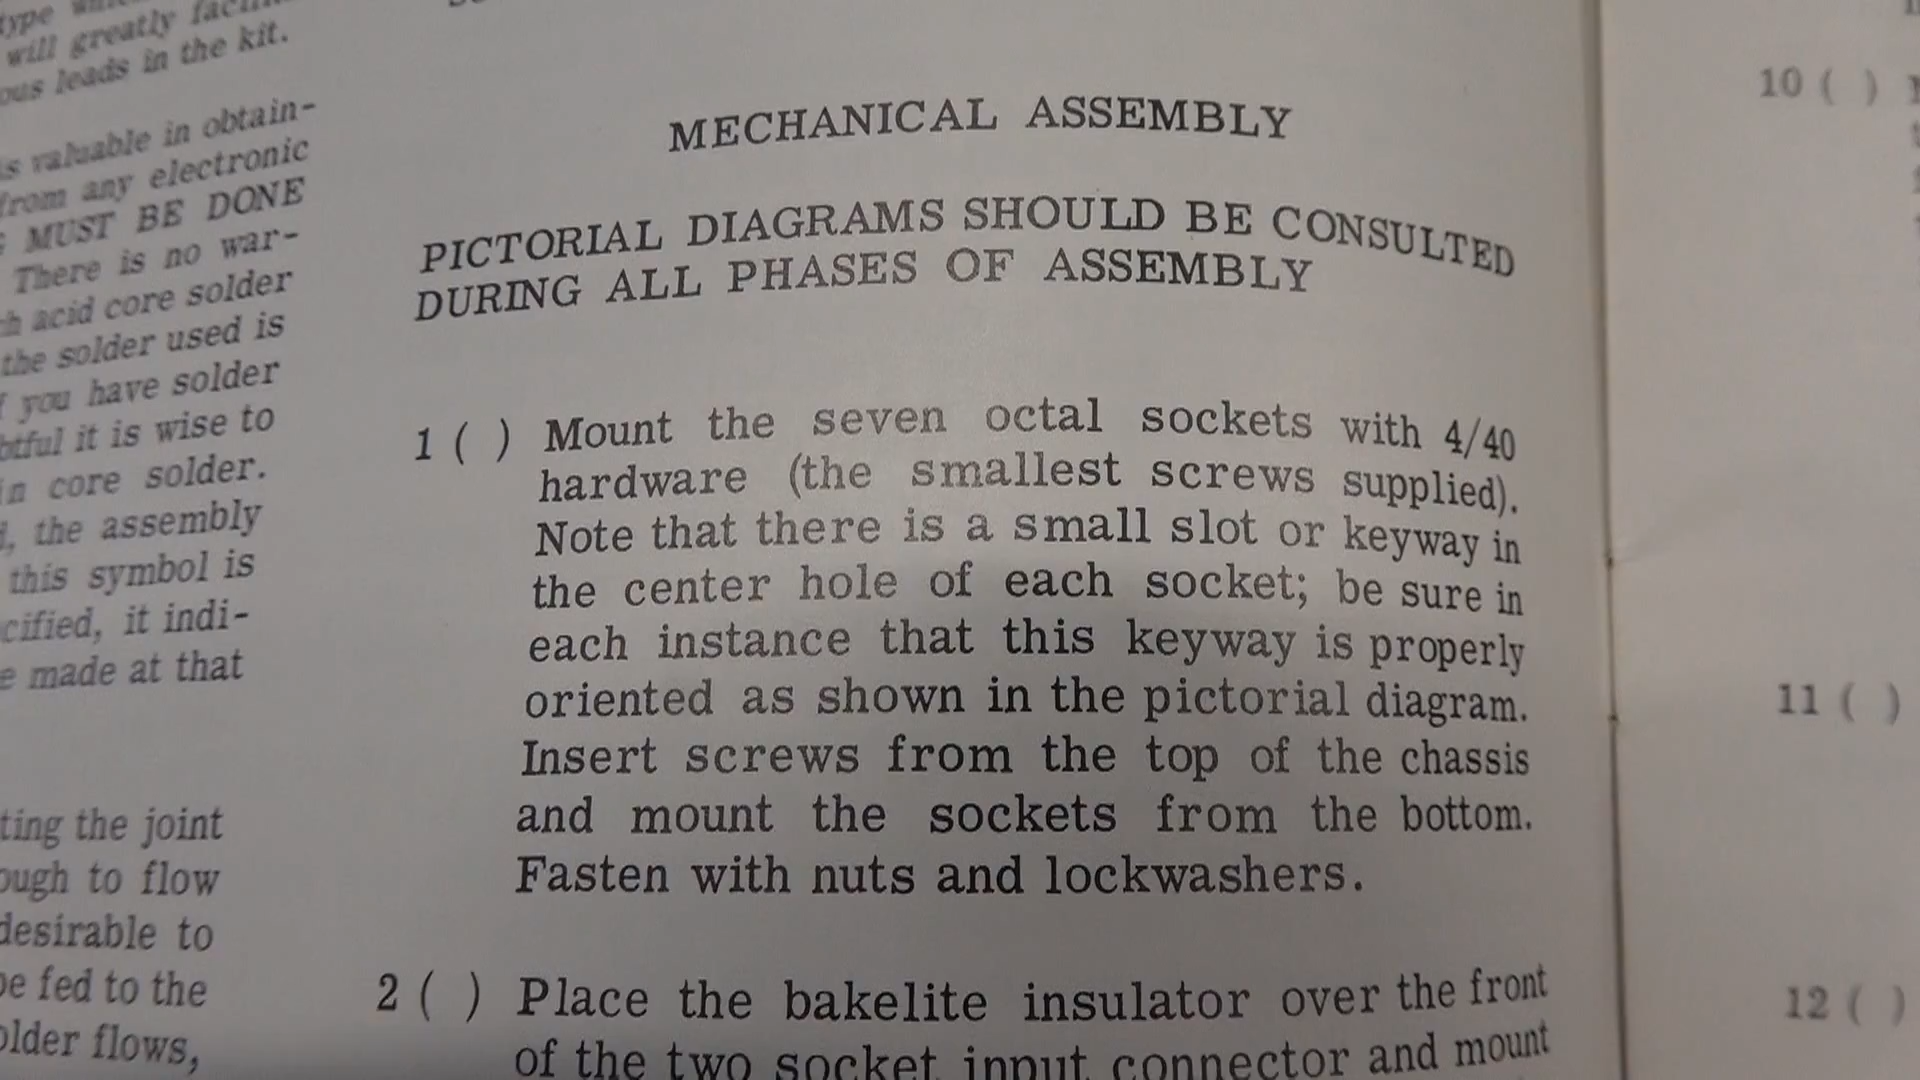 will greatly
ous leads in the kit.
s valuable in obtain-
from any electronic
MUST BE DONE
There is no war-
acid core solder
the solder used is
you have solder
it is wise to
core solder.
the assembly
this symbol is
cified, it indi-
made at that
ting the joint
ough to flow
desirable to
be fed to the
older flows,
MECHANICAL ASSEMBLY
PICTORIAL DIAGRAMS SHOULD BE CONSULTED
DURING ALL PHASES OF ASSEMBLY
1 ( ) Mount the seven octal sockets with 4/40
hardware (the smallest screws supplied).
Note that there is a small slot or keyway in
the center hole of each socket; be sure in
each instance that this keyway is properly
oriented as shown in the pictorial diagram.
Insert screws from the top of the chassis
and mount the sockets from the bottom.
Fasten with nuts and lockwashers.
2 ( ) Place the bakelite insulator over the front
of the two socket input connector and mount
10 ( )
11 ( )
12 ( )